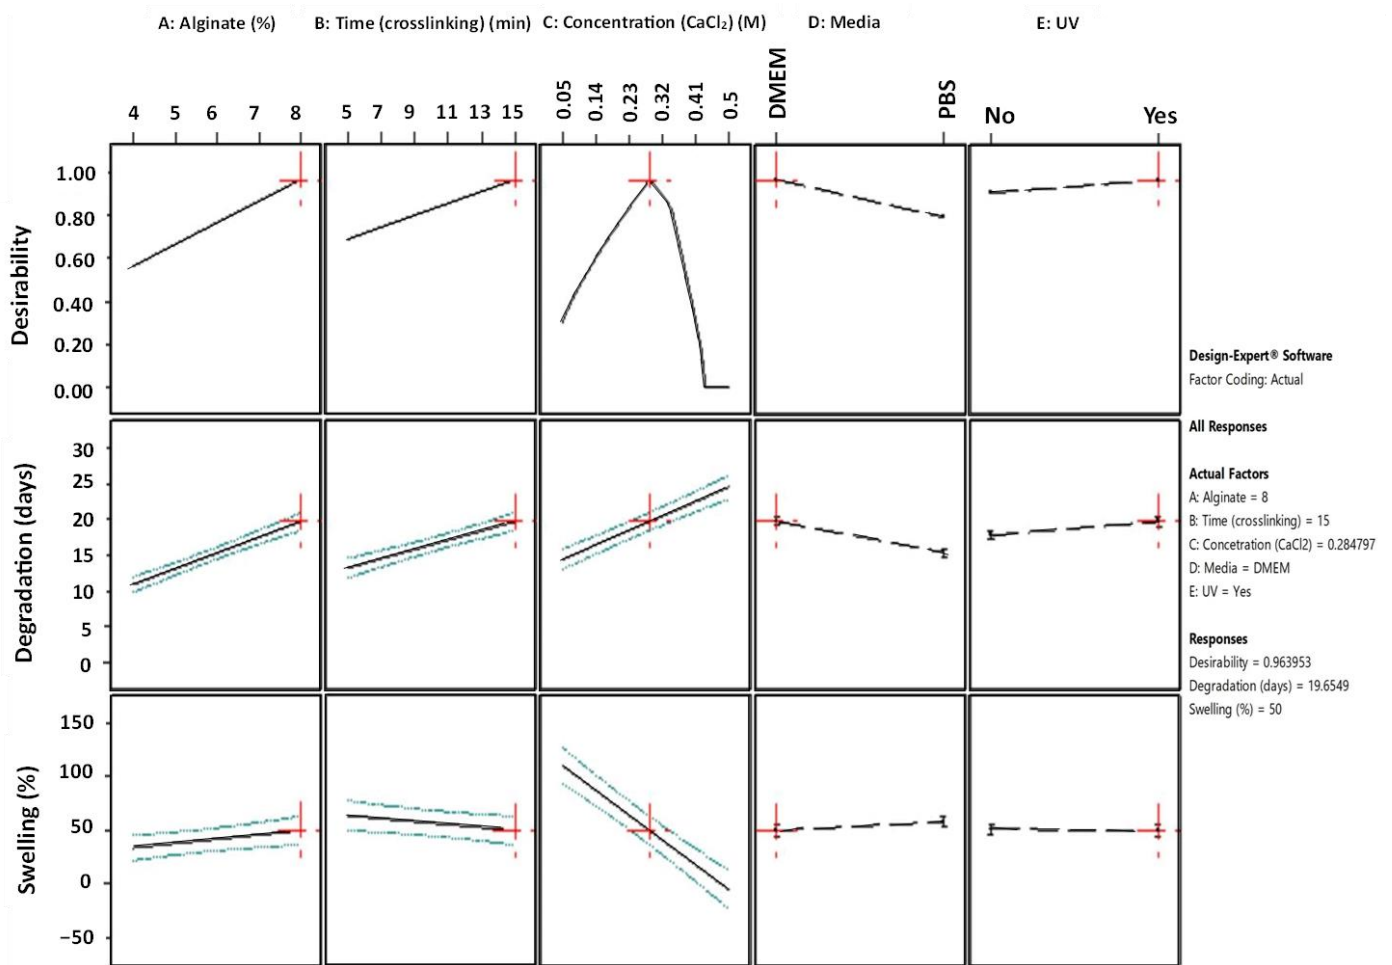 A: Alginate (%) B: Time (crosslinking) (min) C: Concentration (CaCl₂) (M) D: Media E: UV
4 5 6 7 8 5 7 9 11 13 15 0.05 0.14 0.23 0.32 0.41 0.5 DMEM PBS No Yes
Desirability
1.00
0.80
0.60
0.40
0.20
0.00
Degradation (days)
30
25
20
15
10
5
0
Swelling (%)
150
100
50
0
−50
Design-Expert® Software
Factor Coding: Actual
All Responses
Actual Factors
A: Alginate = 8
B: Time (crosslinking) = 15
C: Concetration (CaCl2) = 0.284797
D: Media = DMEM
E: UV = Yes
Responses
Desirability = 0.963953
Degradation (days) = 19.6549
Swelling (%) = 50